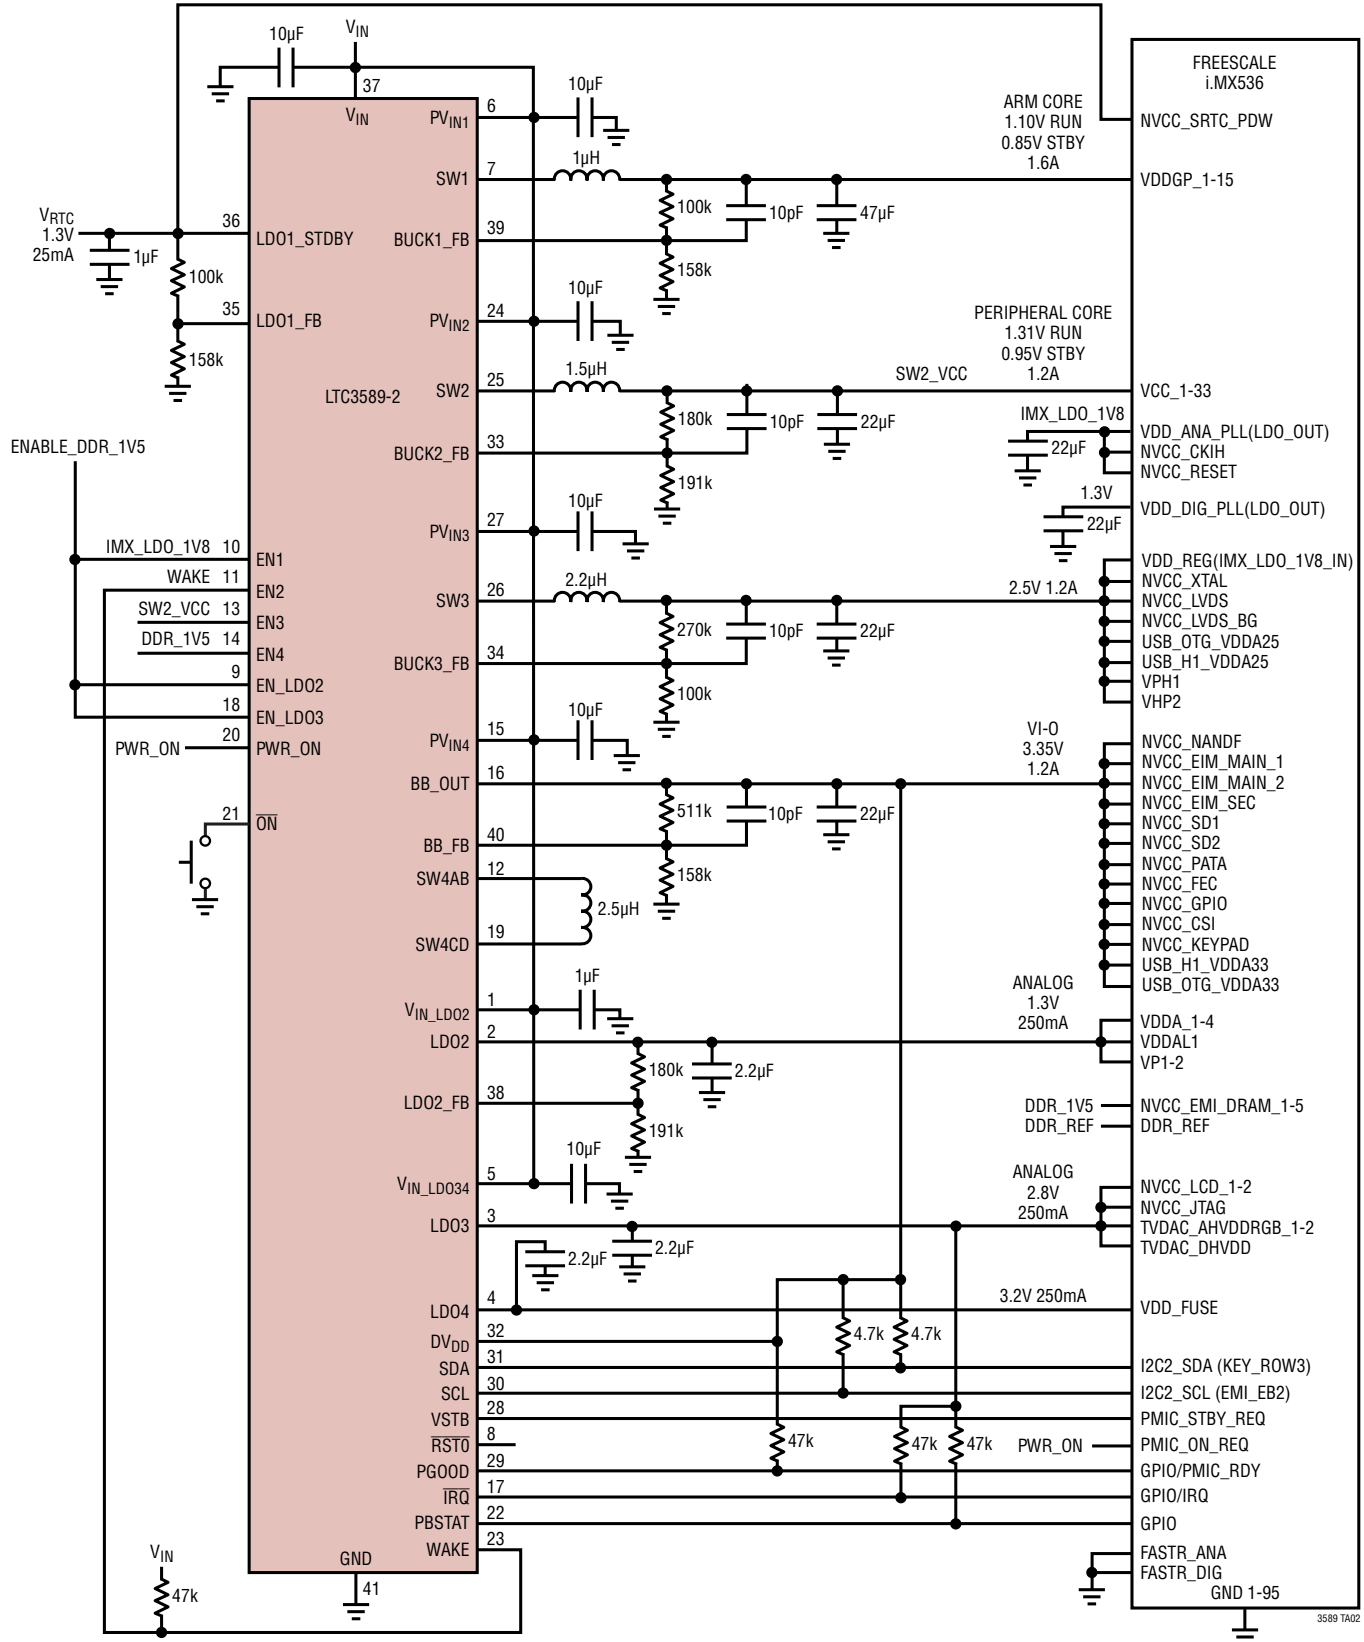 10µF
VIN
37
VIN
FREESCALE
i.MX536
NVCC_SRTC_PDW
ARM CORE
1.10V RUN
0.85V STBY
1.6A
VDDGP_1-15
PVIN1
6
10µF
SW1
7
1µH
100k
10pF
47µF
BUCK1_FB
39
158k
VRTC
1.3V
25mA
1µF
36
LDO1_STDBY
100k
35
LDO1_FB
158k
LTC3589-2
PVIN2
24
10µF
SW2
25
1.5µH
SW2_VCC
PERIPHERAL CORE
1.31V RUN
0.95V STBY
1.2A
VCC_1-33
180k
10pF
22µF
BUCK2_FB
33
191k
IMX_LDO_1V8
22µF
VDD_ANA_PLL(LDO_OUT)
NVCC_CKIH
NVCC_RESET
1.3V
22µF
VDD_DIG_PLL(LDO_OUT)
ENABLE_DDR_1V5
IMX_LDO_1V8
10
EN1
WAKE
11
EN2
SW2_VCC
13
EN3
DDR_1V5
14
EN4
9
EN_LDO2
18
EN_LDO3
PWR_ON
20
PWR_ON
21
ON
PVIN3
27
10µF
SW3
26
2.2µH
2.5V 1.2A
270k
10pF
22µF
BUCK3_FB
34
100k
VDD_REG(IMX_LDO_1V8_IN)
NVCC_XTAL
NVCC_LVDS
NVCC_LVDS_BG
USB_OTG_VDDA25
USB_H1_VDDA25
VPH1
VHP2
PVIN4
15
10µF
BB_OUT
16
VI-O
3.35V
1.2A
511k
10pF
22µF
BB_FB
40
158k
SW4AB
12
2.5µH
SW4CD
19
NVCC_NANDF
NVCC_EIM_MAIN_1
NVCC_EIM_MAIN_2
NVCC_EIM_SEC
NVCC_SD1
NVCC_SD2
NVCC_PATA
NVCC_FEC
NVCC_GPIO
NVCC_CSI
NVCC_KEYPAD
USB_H1_VDDA33
USB_OTG_VDDA33
VIN_LDO2
1
1µF
LDO2
2
ANALOG
1.3V
250mA
180k
2.2µF
LDO2_FB
38
191k
VDDA_1-4
VDDAL1
VP1-2
DDR_1V5
NVCC_EMI_DRAM_1-5
DDR_REF
DDR_REF
VIN_LDO34
5
10µF
LDO3
3
2.2µF
2.2µF
ANALOG
2.8V
250mA
NVCC_LCD_1-2
NVCC_JTAG
TVDAC_AHVDDRGB_1-2
TVDAC_DHVDD
LDO4
4
3.2V 250mA
VDD_FUSE
DVDD
32
4.7k
4.7k
SDA
31
I2C2_SDA (KEY_ROW3)
SCL
30
I2C2_SCL (EMI_EB2)
VSTB
28
PMIC_STBY_REQ
RSTO
8
47k
47k
47k
PWR_ON
PMIC_ON_REQ
PGOOD
29
GPIO/PMIC_RDY
IRQ
17
GPIO/IRQ
PBSTAT
22
GPIO
WAKE
23
VIN
47k
GND
41
FASTR_ANA
FASTR_DIG
GND 1-95
3589 TA02